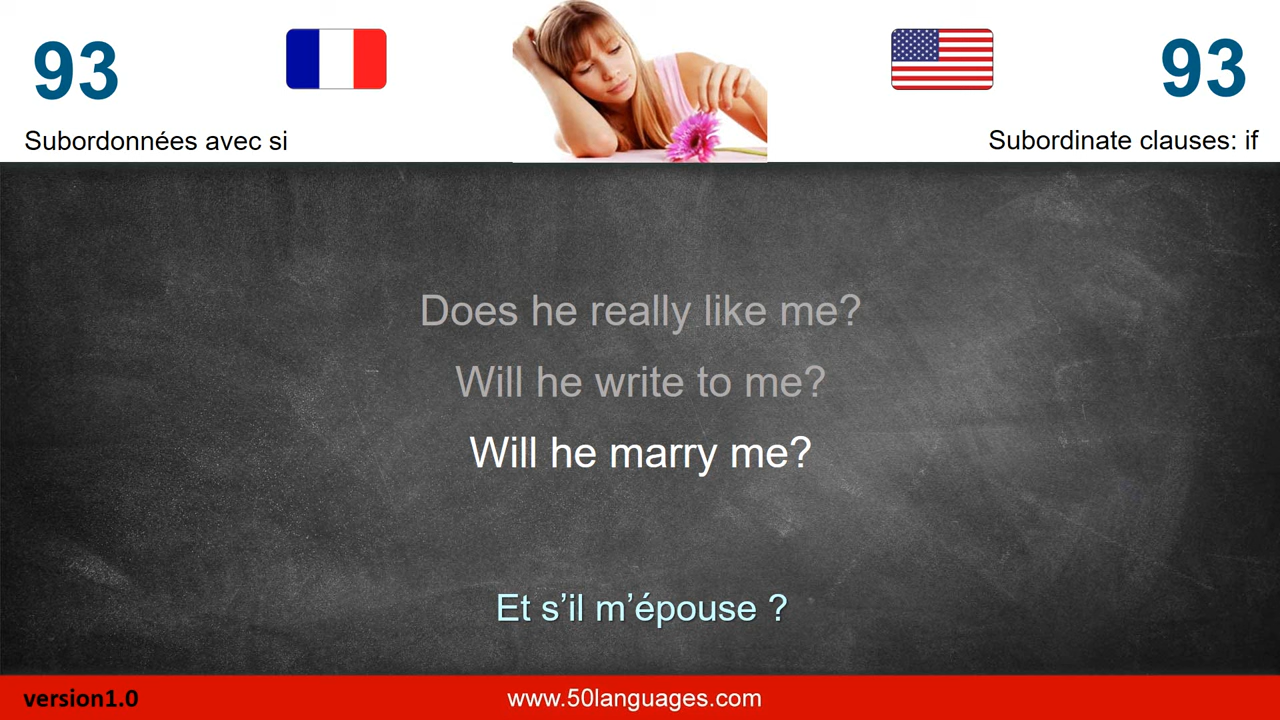 93
93
Subordonnées avec si
Subordinate clauses: if
Does he really like me?
Will he write to me?
Will he marry me?
Et s’il m’épouse ?
version1.0
www.50languages.com